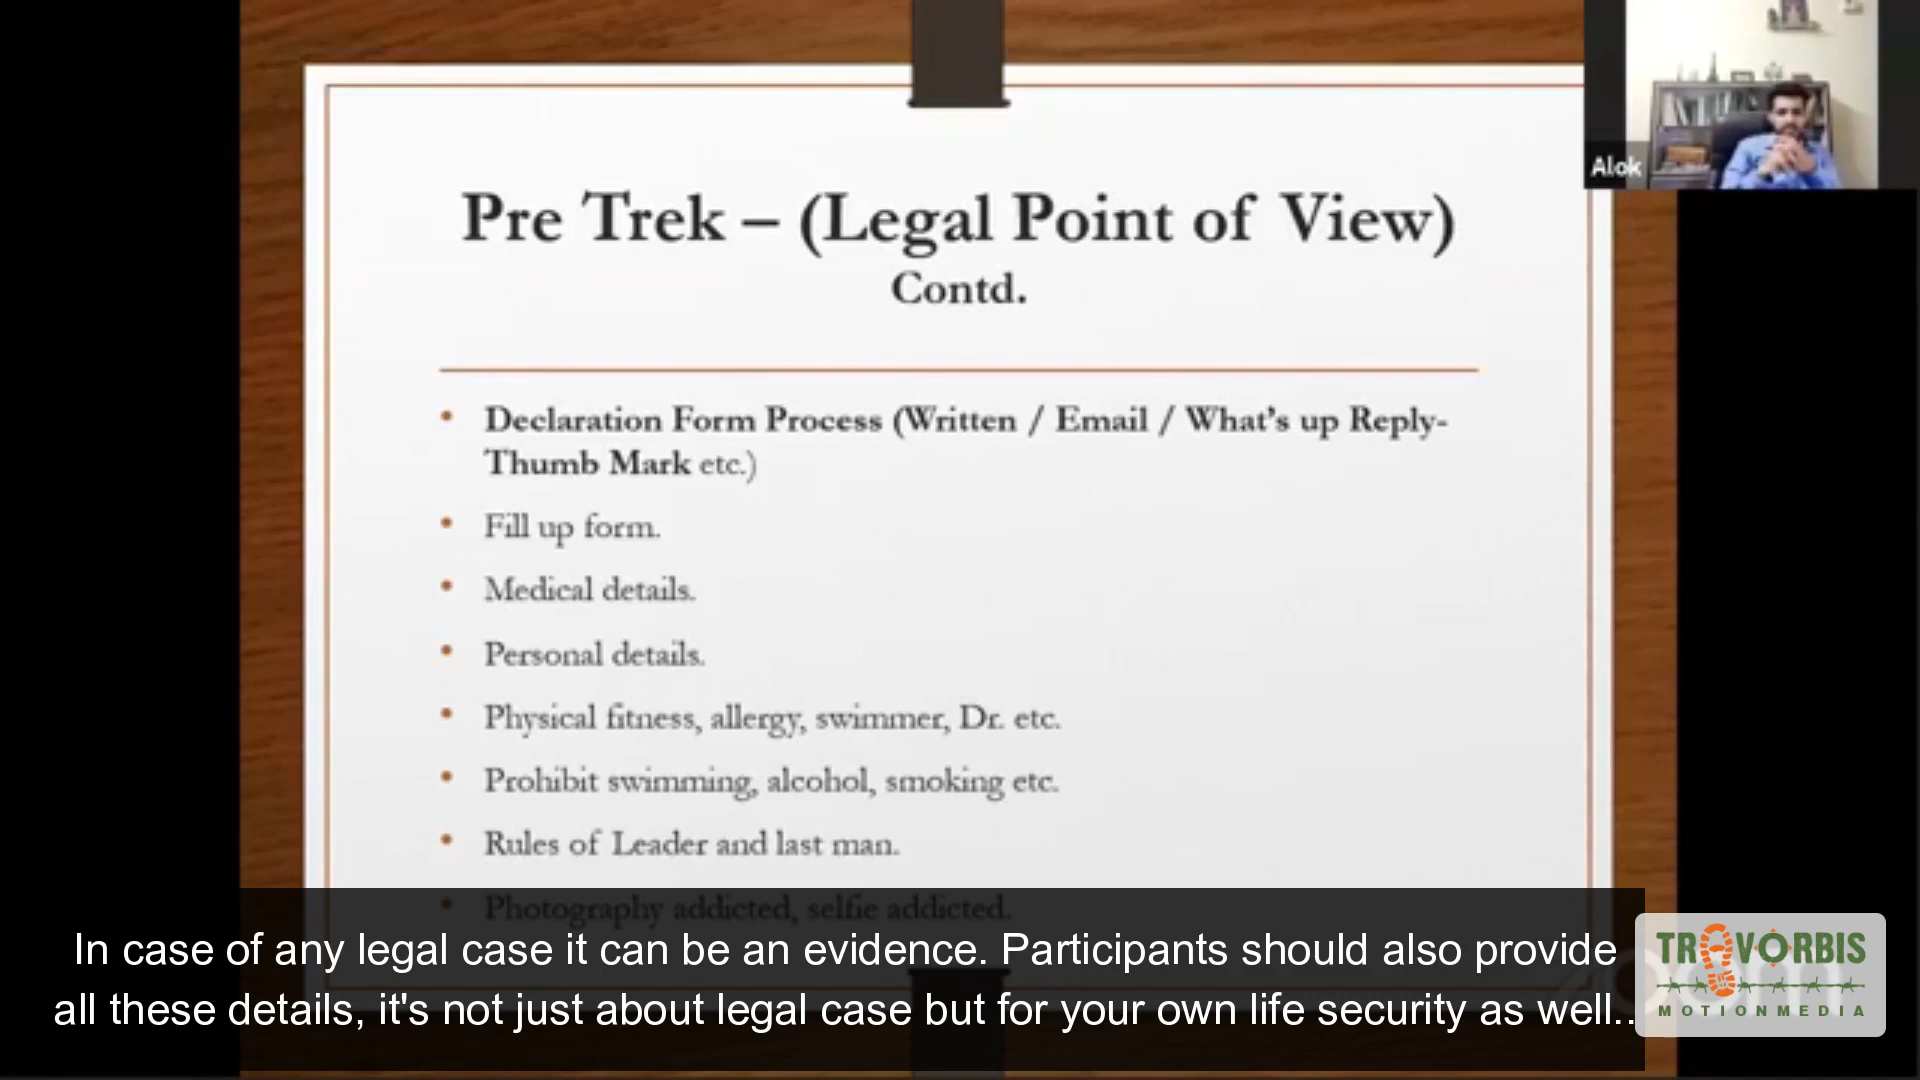 Pre Trek – (Legal Point of View)
Contd.
Alok
• Declaration Form Process (Written / Email / What's up Reply-
Thumb Mark etc.)
• Fill up form.
• Medical details.
• Personal details.
• Physical fitness, allergy, swimmer, Dr. etc.
• Prohibit swimming, alcohol, smoking etc.
• Rules of Leader and last man.
• Photography addicted, selfie addicted.
In case of any legal case it can be an evidence. Participants should also provide
all these details, it's not just about legal case but for your own life security as well..
TRAVORBIS
MOTIONMEDIA